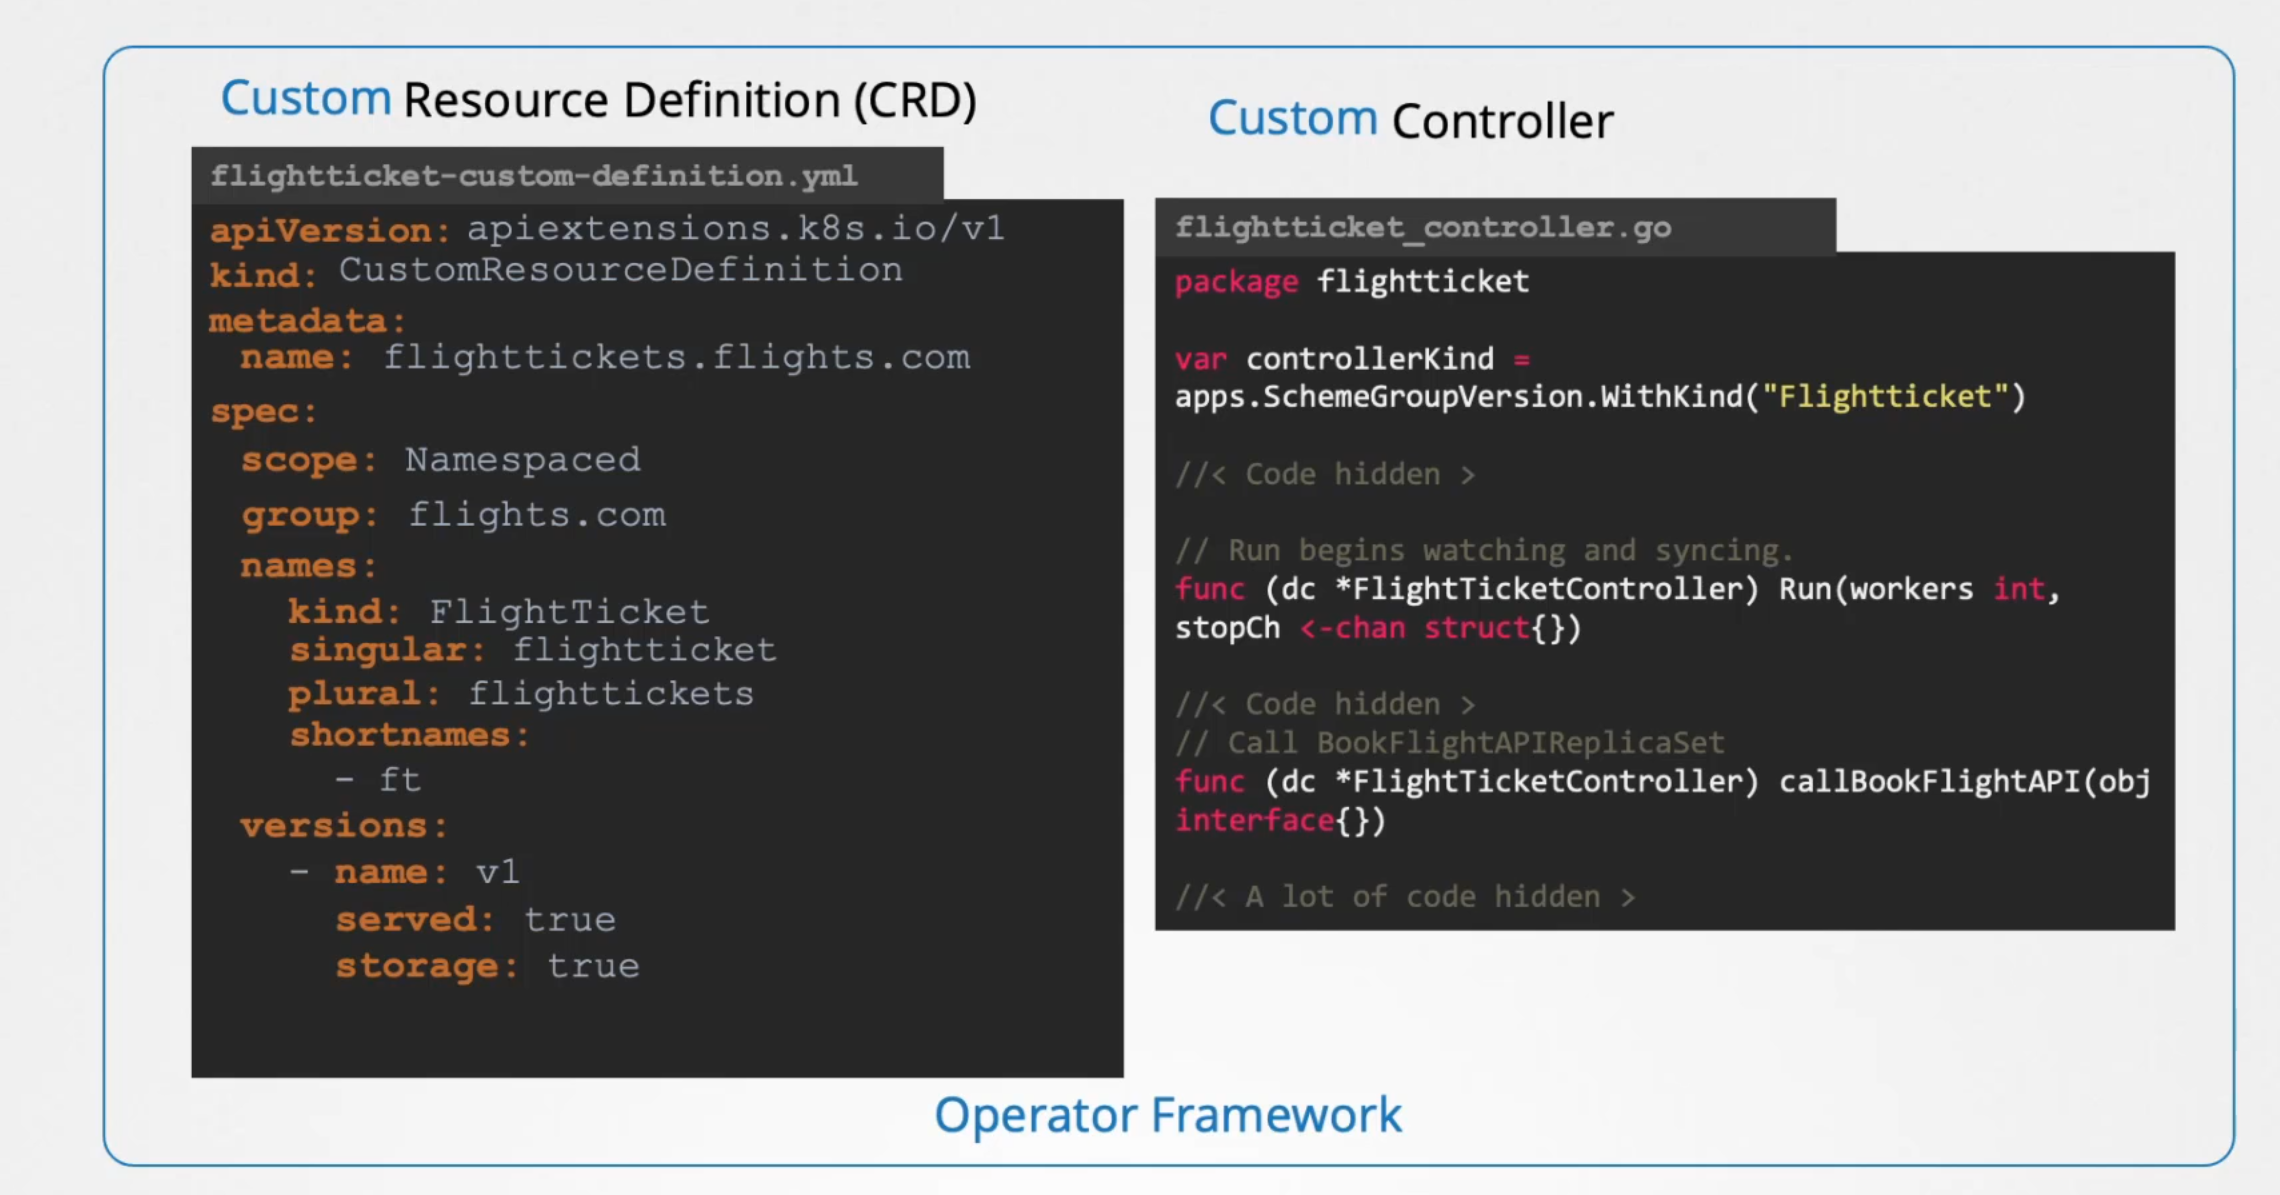 Custom Resource Definition (CRD)
flightticket-custom-definition.yml
apiVersion: apiextensions.k8s.io/v1
kind: CustomResourceDefinition
metadata:
  name: flighttickets.flights.com
spec:
  scope: Namespaced
  group: flights.com
  names:
    kind: FlightTicket
    singular: flightticket
    plural: flighttickets
    shortnames:
      - ft
  versions:
    - name: v1
      served: true
      storage: true
Custom Controller
flightticket_controller.go
package flightticket
var controllerKind =
apps.SchemeGroupVersion.WithKind("Flightticket")
//< Code hidden >
// Run begins watching and syncing.
func (dc *FlightTicketController) Run(workers int,
stopCh <-chan struct{})
//< Code hidden >
// Call BookFlightAPIReplicaSet
func (dc *FlightTicketController) callBookFlightAPI(obj
interface{})
//< A lot of code hidden >
Operator Framework